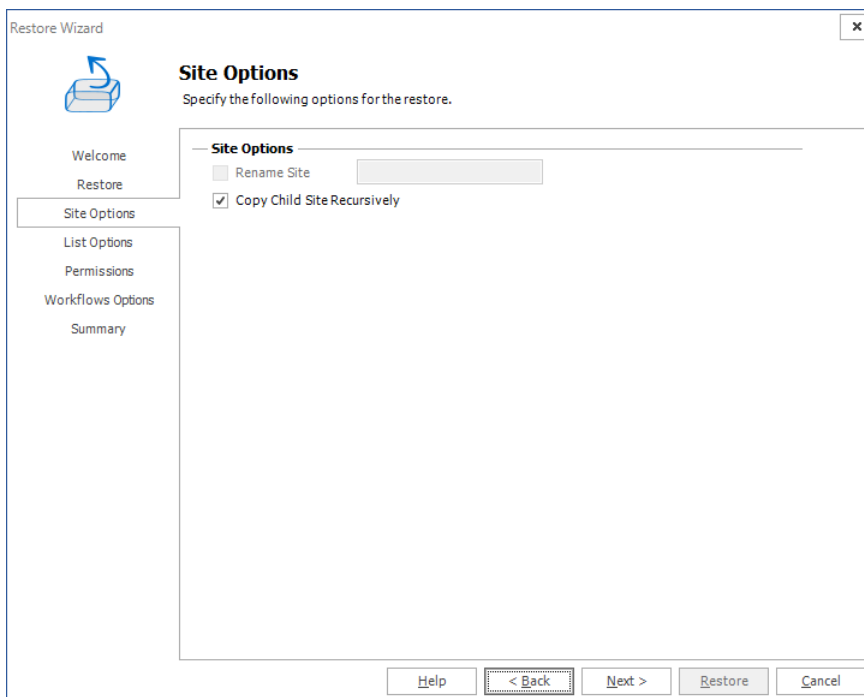 Restore Wizard
Site Options
Specify the following options for the restore.
Welcome
Restore
Site Options
List Options
Permissions
Workflows Options
Summary
Site Options
Rename Site
Copy Child Site Recursively
Help
< Back
Next >
Restore
Cancel